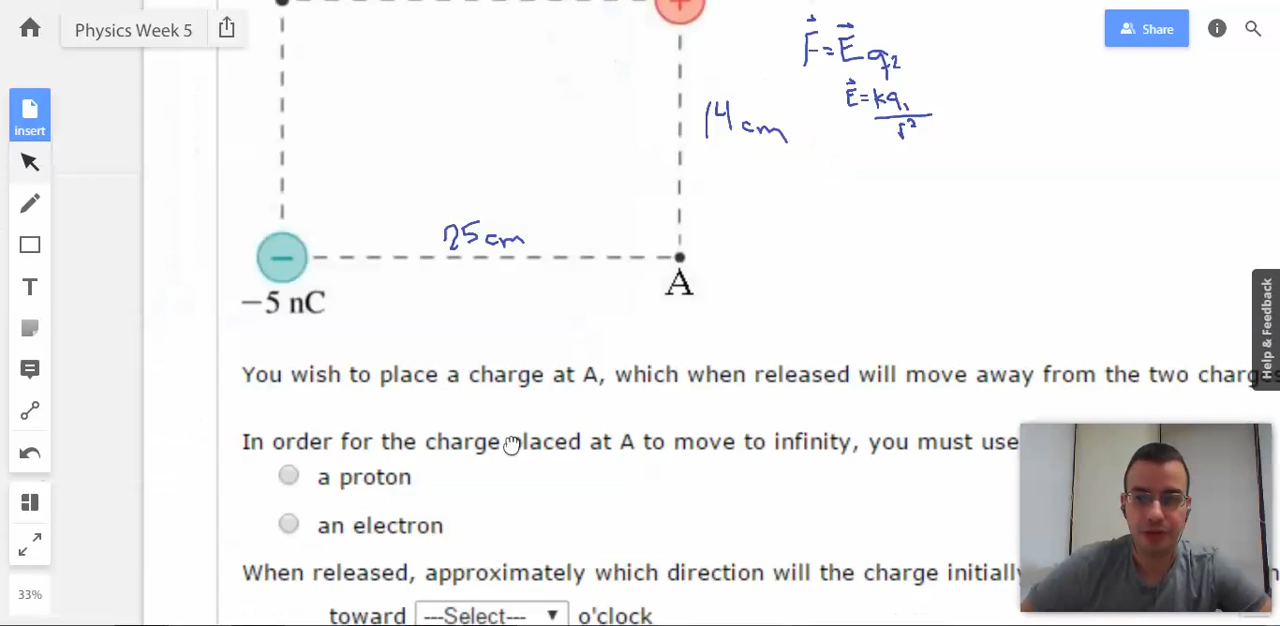 Physics Week 5
Share
insert
F = E q2
E = kq1
r²
14 cm
25 cm
−5 nC
A
Help & Feedback
You wish to place a charge at A, which when released will move away from the two charges
In order for the charge placed at A to move to infinity, you must use
a proton
an electron
When released, approximately which direction will the charge initially
toward ---Select--- o'clock
33%